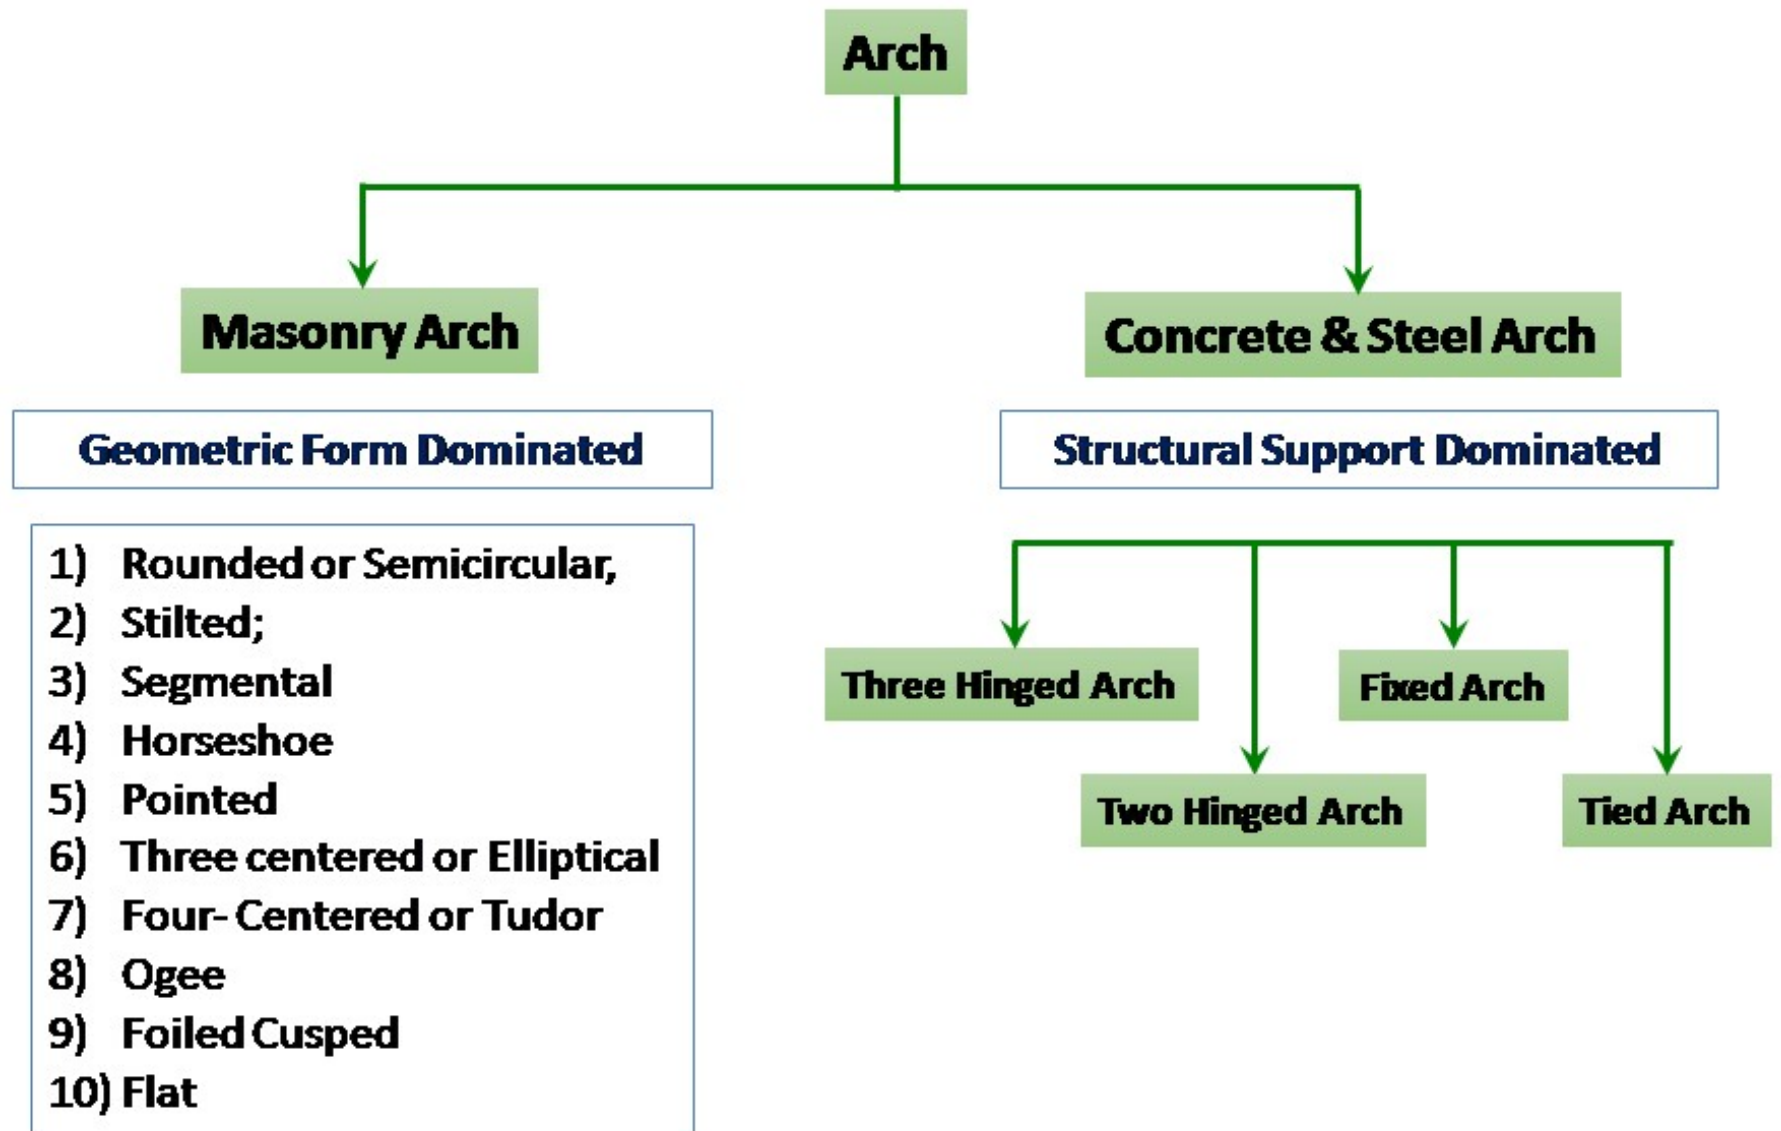 Arch
Masonry Arch
Concrete & Steel Arch
Geometric Form Dominated
Structural Support Dominated
1) Rounded or Semicircular,
2) Stilted;
3) Segmental
4) Horseshoe
5) Pointed
6) Three centered or Elliptical
7) Four- Centered or Tudor
8) Ogee
9) Foiled Cusped
10) Flat
Three Hinged Arch
Fixed Arch
Two Hinged Arch
Tied Arch